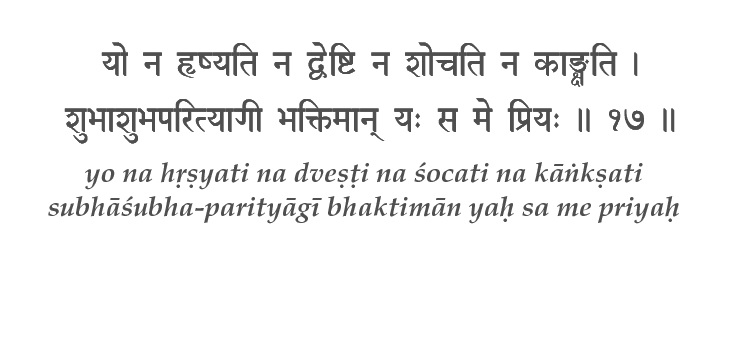 यो न हृष्यति न द्वेष्टि न शोचति न काङ्क्षति ।
शुभाशुभपरित्यागी भक्तिमान् यः स मे प्रियः ॥ १७ ॥
yo na hṛṣyati na dveṣṭi na śocati na kāṅkṣati
subhāśubha-parityāgī bhaktimān yaḥ sa me priyaḥ